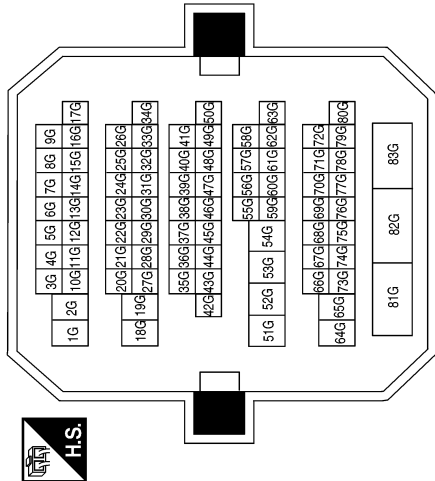 H.S.
3G 4G 5G 6G 7G 8G 9G
1G 2G 10G 11G 12G 13G 14G 15G 16G 17G
20G 21G 22G 23G 24G 25G 26G
18G 19G 27G 28G 29G 30G 31G 32G 33G 34G
35G 36G 37G 38G 39G 40G 41G
42G 43G 44G 45G 46G 47G 48G 49G 50G
55G 56G 57G 58G
51G 52G 53G 54G 59G 60G 61G 62G 63G
66G 67G 68G 69G 70G 71G 72G
64G 65G 73G 74G 75G 76G 77G 78G 79G 80G
81G 82G 83G